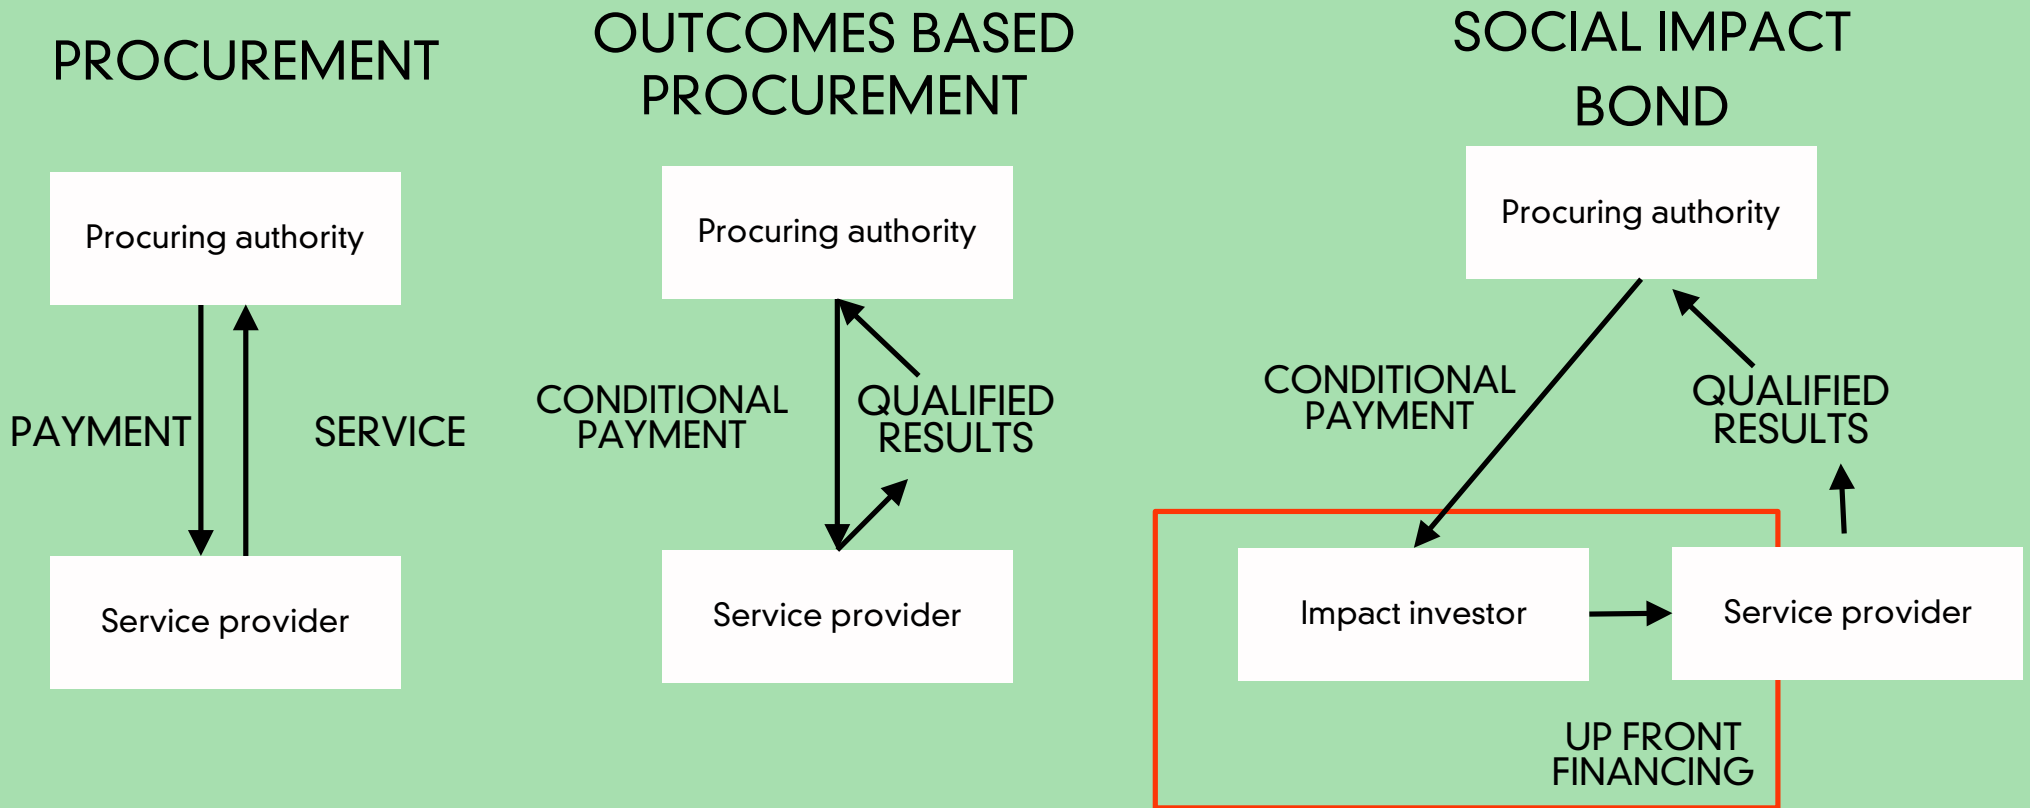 PROCUREMENT
Procuring authority
PAYMENT
SERVICE
Service provider
OUTCOMES BASED
PROCUREMENT
Procuring authority
CONDITIONAL
PAYMENT
QUALIFIED
RESULTS
Service provider
SOCIAL IMPACT
BOND
Procuring authority
CONDITIONAL
PAYMENT
QUALIFIED
RESULTS
Impact investor
Service provider
UP FRONT
FINANCING